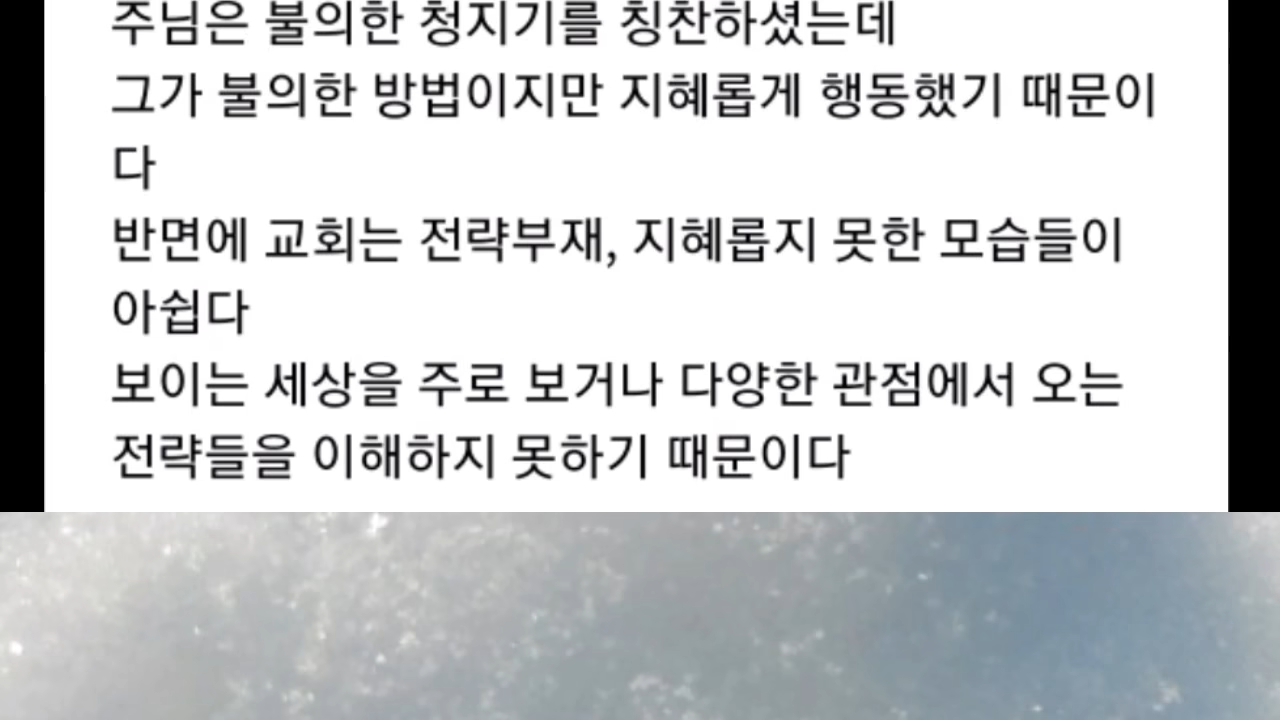 주님은 불의한 청지기를 칭찬하셨는데
그가 불의한 방법이지만 지혜롭게 행동했기 때문이
다
반면에 교회는 전략부재, 지혜롭지 못한 모습들이
아쉽다
보이는 세상을 주로 보거나 다양한 관점에서 오는
전략들을 이해하지 못하기 때문이다